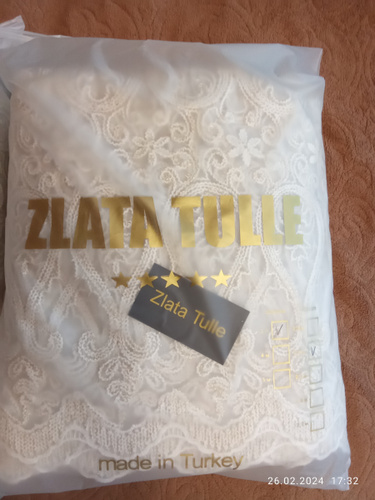 ZLATA TULLE
Zlata Tulle
made in Turkey
26.02.2024 17:32